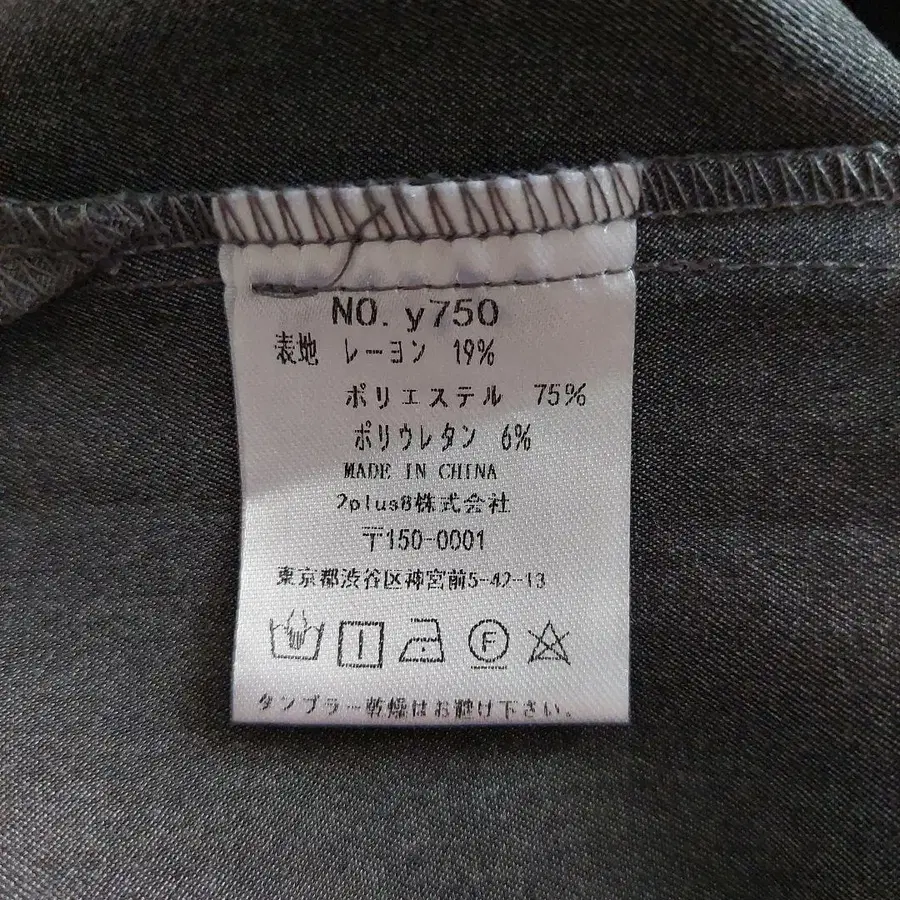 NO. y750
表地 レーヨン 19%
ポリエステル 75%
ポリウレタン 6%
MADE IN CHINA
2plus8株式会社
〒150-0001
東京都渋谷区神宮前5-42-13
F
タンブラー乾燥はお避け下さい。